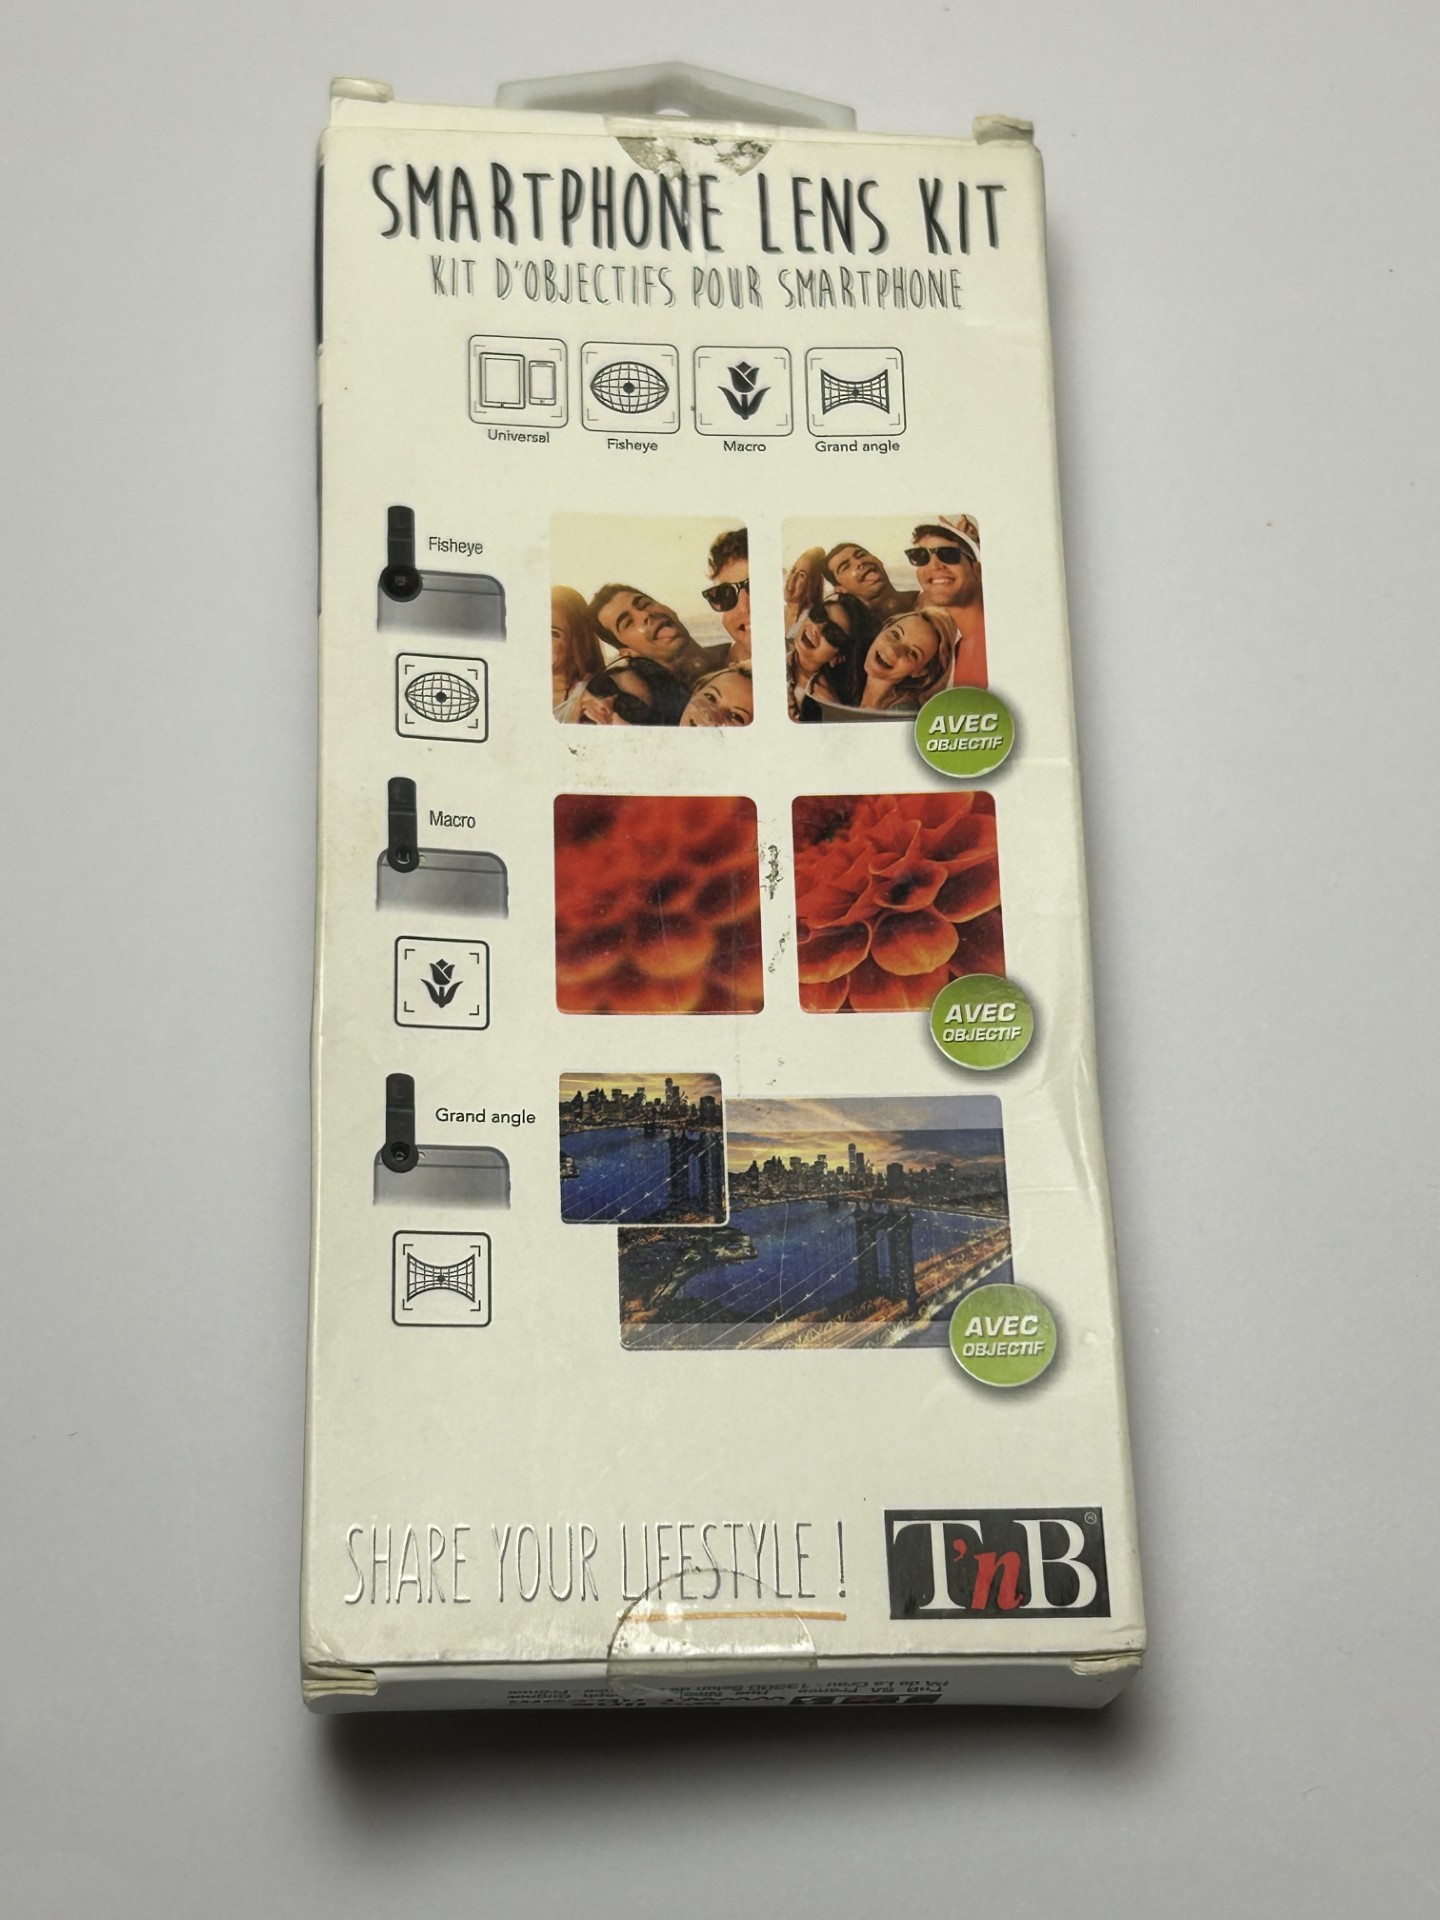 SMARTPHONE LENS KIT
KIT D'OBJECTIFS POUR SMARTPHONE
Universal
Fisheye
Macro
Grand angle
Fisheye
AVEC
OBJECTIF
Macro
AVEC
OBJECTIF
Grand angle
AVEC
OBJECTIF
SHARE YOUR LIFESTYLE !
T'nB®